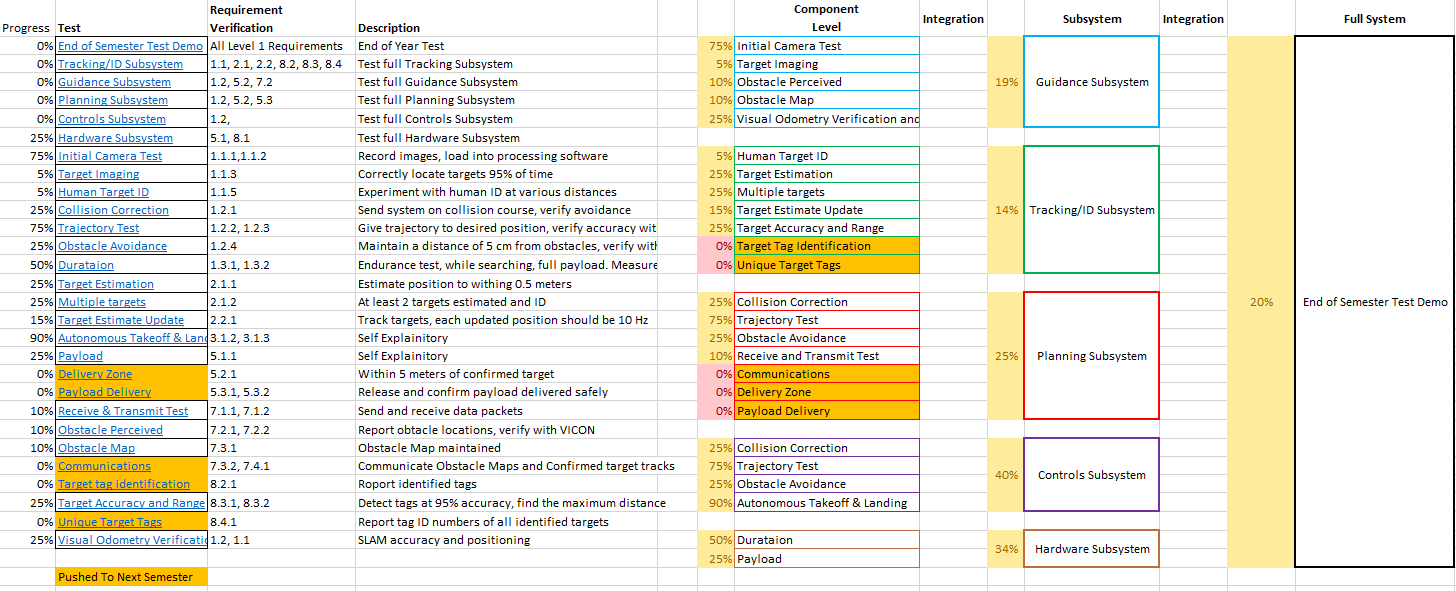 Progress Test Requirement Verification Description Component Level Integration Subsystem Integration Full System
0% End of Semester Test Demo All Level 1 Requirements End of Year Test 75% Initial Camera Test
0% Tracking/ID Subsystem 1.1, 2.1, 2.2, 8.2, 8.3, 8.4 Test full Tracking Subsystem 5% Target Imaging
0% Guidance Subsystem 1.2, 5.2, 7.2 Test full Guidance Subsystem 10% Obstacle Perceived 19% Guidance Subsystem
0% Planning Subsystem 1.2, 5.2, 5.3 Test full Planning Subsystem 10% Obstacle Map
0% Controls Subsystem 1.2, Test full Controls Subsystem 25% Visual Odometry Verification and
25% Hardware Subsystem 5.1, 8.1 Test full Hardware Subsystem
75% Initial Camera Test 1.1.1,1.1.2 Record images, load into processing software 5% Human Target ID
5% Target Imaging 1.1.3 Correctly locate targets 95% of time 25% Target Estimation
5% Human Target ID 1.1.5 Experiment with human ID at various distances 25% Multiple targets
25% Collision Correction 1.2.1 Send system on collision course, verify avoidance 15% Target Estimate Update 14% Tracking/ID Subsystem
75% Trajectory Test 1.2.2, 1.2.3 Give trajectory to desired position, verify accuracy wit 25% Target Accuracy and Range
25% Obstacle Avoidance 1.2.4 Maintain a distance of 5 cm from obstacles, verify with 0% Target Tag Identification
50% Durataion 1.3.1, 1.3.2 Endurance test, while searching, full payload. Measure 0% Unique Target Tags
25% Target Estimation 2.1.1 Estimate position to withing 0.5 meters
25% Multiple targets 2.1.2 At least 2 targets estimated and ID 25% Collision Correction 20% End of Semester Test Demo
15% Target Estimate Update 2.2.1 Track targets, each updated position should be 10 Hz 75% Trajectory Test
90% Autonomous Takeoff & Land 3.1.2, 3.1.3 Self Explainitory 25% Obstacle Avoidance
25% Payload 5.1.1 Self Explainitory 10% Receive and Transmit Test 25% Planning Subsystem
0% Delivery Zone 5.2.1 Within 5 meters of confirmed target 0% Communications
0% Payload Delivery 5.3.1, 5.3.2 Release and confirm payload delivered safely 0% Delivery Zone
10% Receive & Transmit Test 7.1.1, 7.1.2 Send and receive data packets 0% Payload Delivery
10% Obstacle Perceived 7.2.1, 7.2.2 Report obtacle locations, verify with VICON
10% Obstacle Map 7.3.1 Obstacle Map maintained 25% Collision Correction
0% Communications 7.3.2, 7.4.1 Communicate Obstacle Maps and Confirmed target tracks 75% Trajectory Test 40% Controls Subsystem
0% Target tag identification 8.2.1 Roport identified tags 25% Obstacle Avoidance
25% Target Accuracy and Range 8.3.1, 8.3.2 Detect tags at 95% accuracy, find the maximum distance 90% Autonomous Takeoff & Landing
0% Unique Target Tags 8.4.1 Report tag ID numbers of all identified targets
25% Visual Odometry Verificatio 1.2, 1.1 SLAM accuracy and positioning 50% Durataion 34% Hardware Subsystem
25% Payload
Pushed To Next Semester